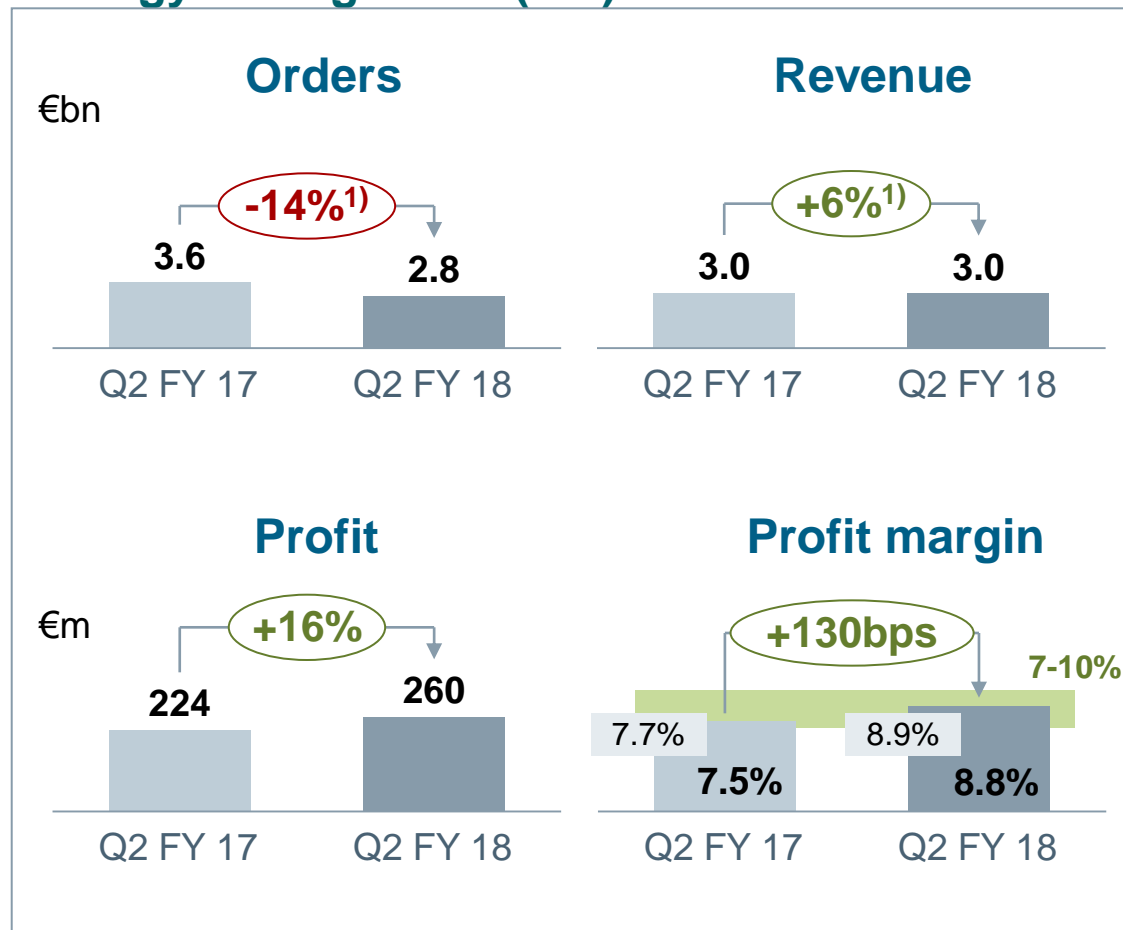 Orders
Revenue
€bn
-14%1)
+6%1)
3.6
2.8
3.0
3.0
Q2 FY 17
Q2 FY 18
Q2 FY 17
Q2 FY 18
Profit
Profit margin
€m
+16%
+130bps
7-10%
224
260
7.7%
8.9%
7.5%
8.8%
Q2 FY 17
Q2 FY 18
Q2 FY 17
Q2 FY 18